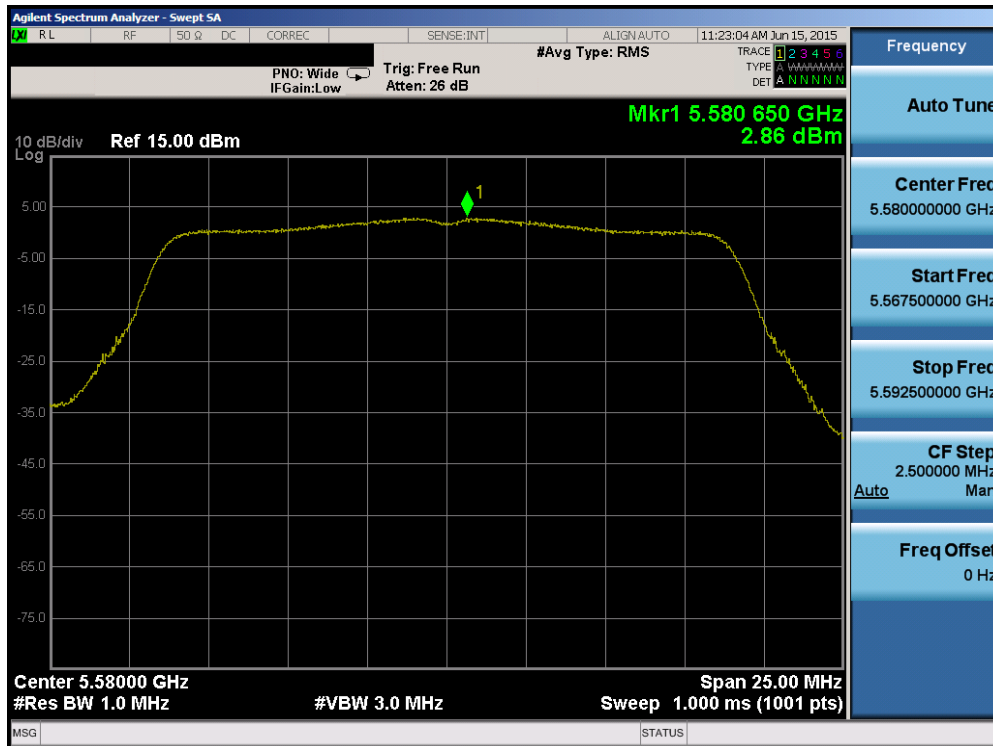 Agilent Spectrum Analyzer - Swept SA
LXI RL RF 50 Ω DC CORREC SENSE:INT ALIGN AUTO 11:23:04 AM Jun 15, 2015
#Avg Type: RMS
TRACE 1 2 3 4 5 6
PNO: Wide Trig: Free Run TYPE A WWWWW
IFGain:Low Atten: 26 dB DET A N N N N N
Mkr1 5.580 650 GHz
2.86 dBm
10 dB/div Ref 15.00 dBm
Log
1
5.00
-5.00
-15.0
-25.0
-35.0
-45.0
-55.0
-65.0
-75.0
Center 5.58000 GHz Span 25.00 MHz
#Res BW 1.0 MHz #VBW 3.0 MHz Sweep 1.000 ms (1001 pts)
MSG STATUS
Frequency
Auto Tune
Center Freq
5.580000000 GHz
Start Freq
5.567500000 GHz
Stop Freq
5.592500000 GHz
CF Step
2.500000 MHz
Auto Man
Freq Offset
0 Hz